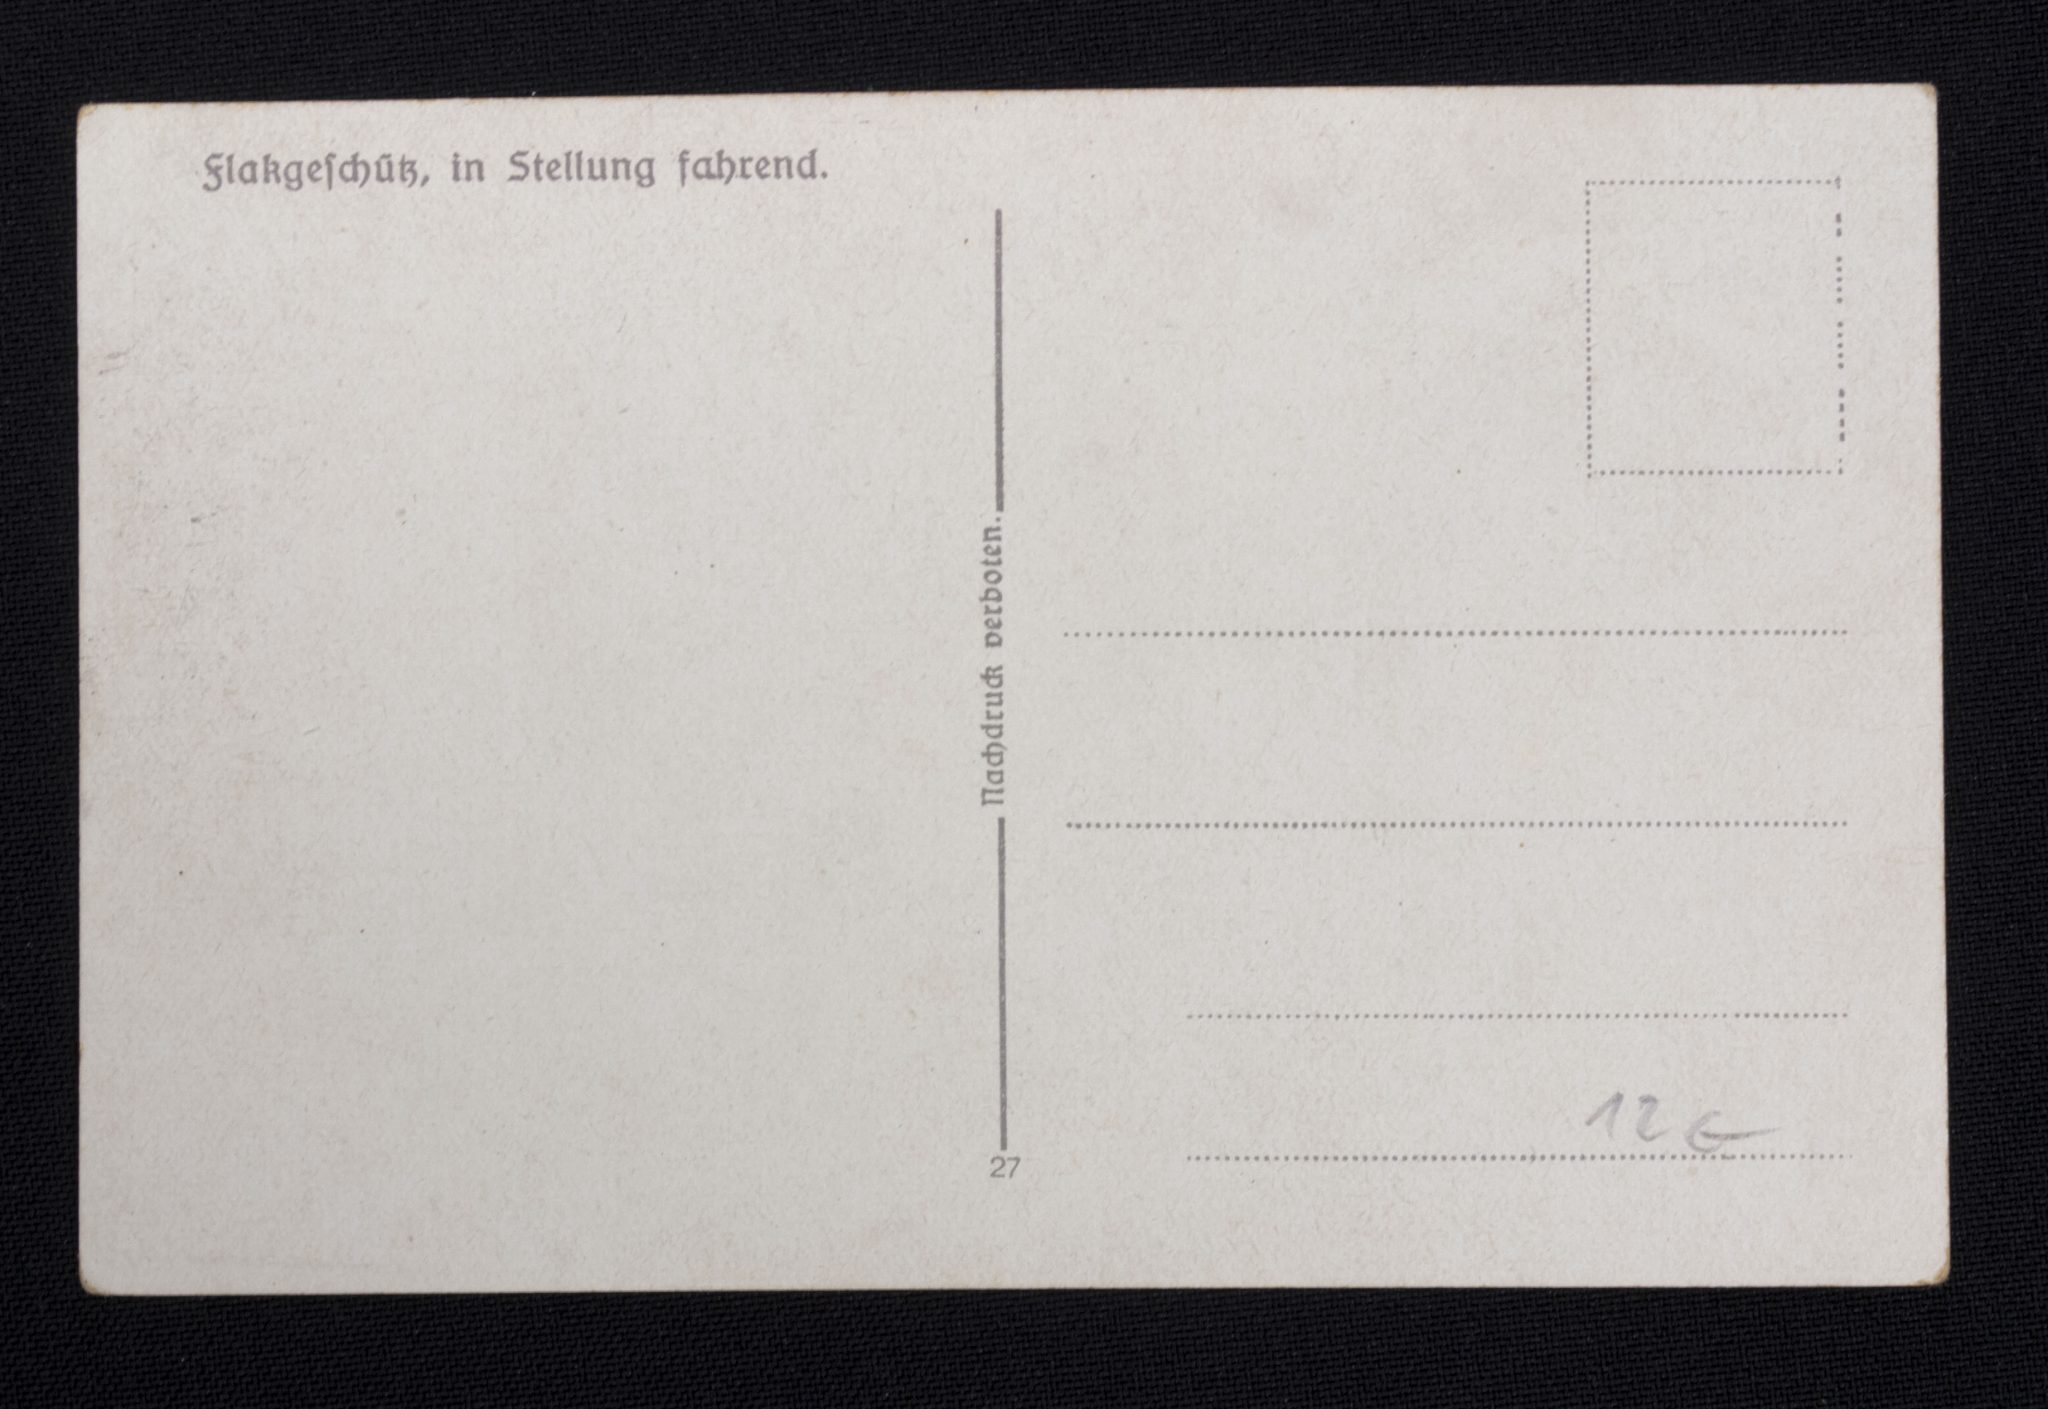 Flakgeſchütz, in Stellung fahrend.
Nachdruck verboten.
27
12 €